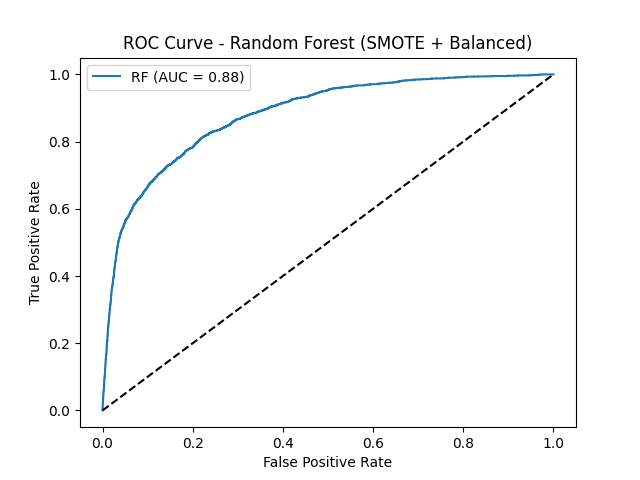 ROC Curve - Random Forest (SMOTE + Balanced)
RF (AUC = 0.88)
True Positive Rate
1.0
0.8
0.6
0.4
0.2
0.0
0.0 0.2 0.4 0.6 0.8 1.0
False Positive Rate